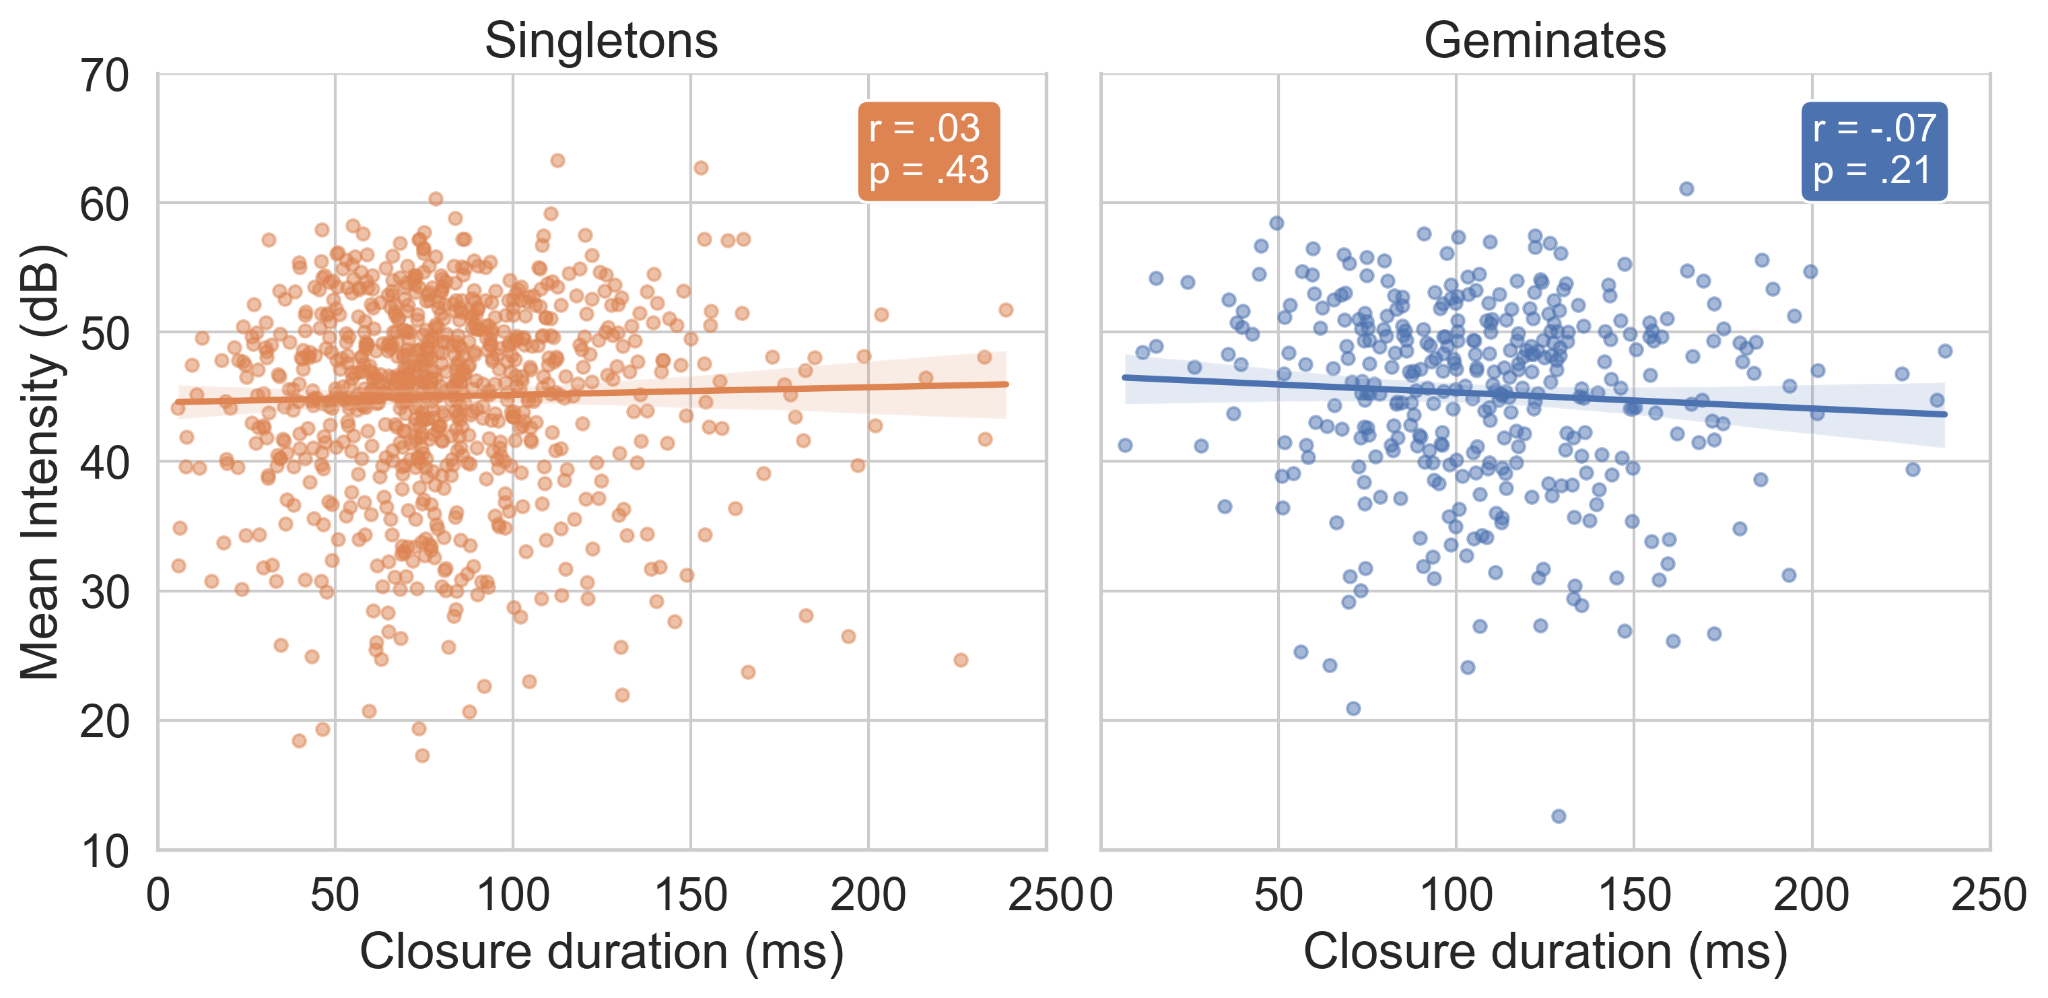 Singletons
Geminates
70
60
50
40
30
20
10
Mean Intensity (dB)
r = .03
p = .43
r = -.07
p = .21
0 50 100 150 200 250
0 50 100 150 200 250
Closure duration (ms)
Closure duration (ms)